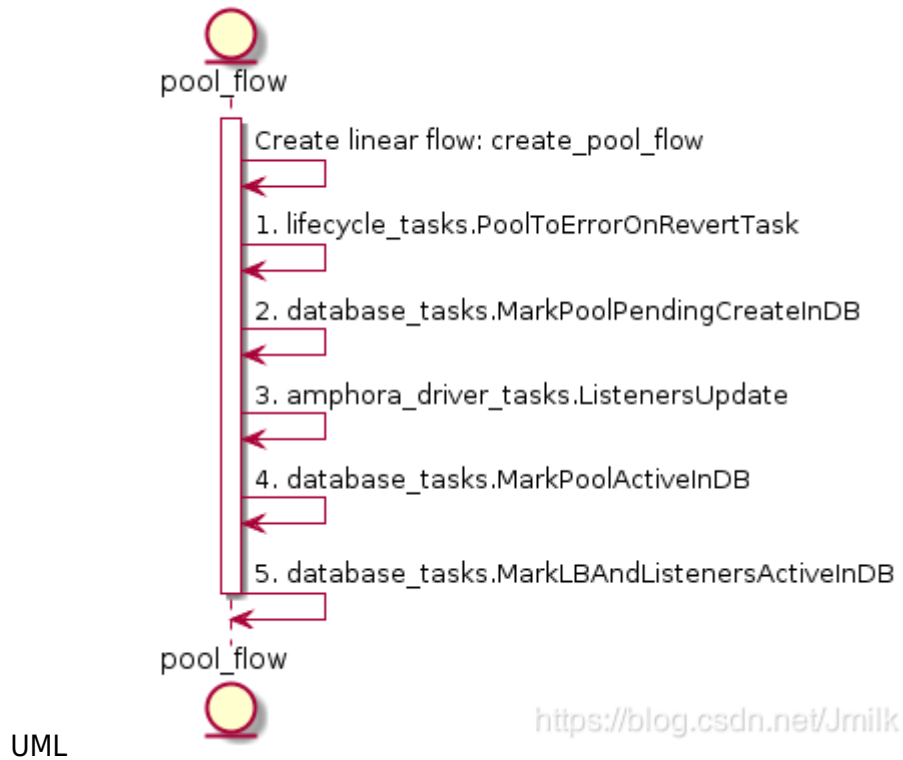 pool_flow
Create linear flow: create_pool_flow
1. lifecycle_tasks.PoolToErrorOnRevertTask
2. database_tasks.MarkPoolPendingCreateInDB
3. amphora_driver_tasks.ListenersUpdate
4. database_tasks.MarkPoolActiveInDB
5. database_tasks.MarkLBAndListenersActiveInDB
pool_flow
https://blog.csdn.net/Jmilk
UML